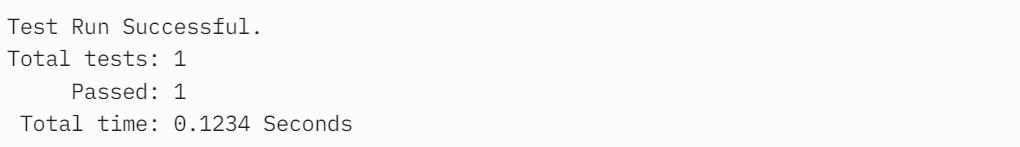 Test Run Successful.
Total tests: 1
     Passed: 1
 Total time: 0.1234 Seconds